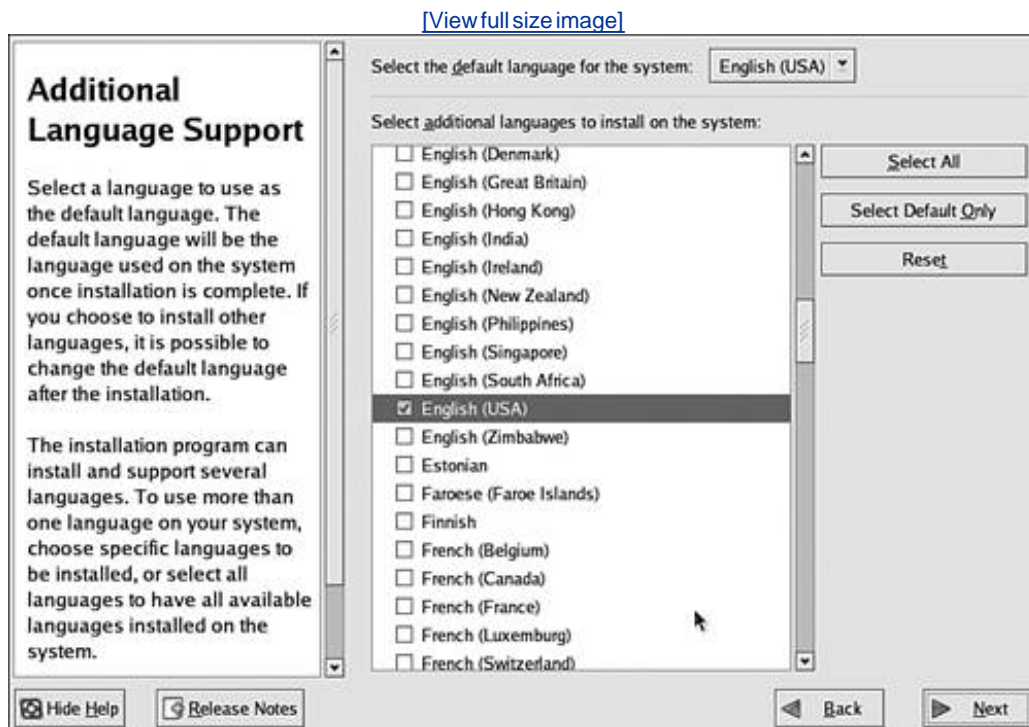 [View full size image]
Additional
Language Support
Select a language to use as
the default language. The
default language will be the
language used on the system
once installation is complete. If
you choose to install other
languages, it is possible to
change the default language
after the installation.
The installation program can
install and support several
languages. To use more than
one language on your system,
choose specific languages to
be installed, or select all
languages to have all available
languages installed on the
system.
Select the default language for the system: English (USA)
Select additional languages to install on the system:
English (Denmark)
English (Great Britain)
English (Hong Kong)
English (India)
English (Ireland)
English (New Zealand)
English (Philippines)
English (Singapore)
English (South Africa)
English (USA)
English (Zimbabwe)
Estonian
Faroese (Faroe Islands)
Finnish
French (Belgium)
French (Canada)
French (France)
French (Luxemburg)
French (Switzerland)
Select All
Select Default Only
Reset
Hide Help
Release Notes
Back
Next